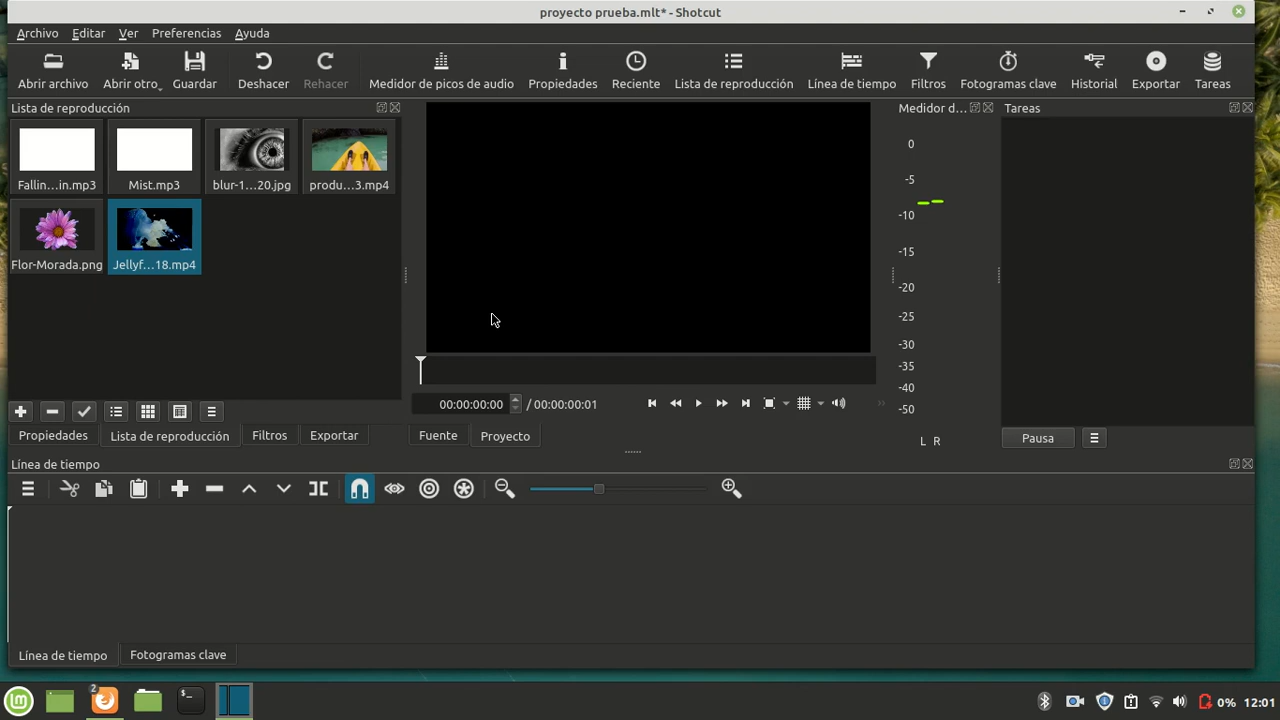 proyecto prueba.mlt* - Shotcut
Archivo Editar Ver Preferencias Ayuda
Abrir archivo Abrir otro. Guardar Deshacer Rehacer Medidor de picos de audio Propiedades Reciente Lista de reproducción Línea de tiempo Filtros Fotogramas clave Historial Exportar Tareas
Lista de reproducción Medidor d... Tareas
Fallin...in.mp3 Mist.mp3 blur-1...20.jpg produ...3.mp4
Flor-Morada.png Jellyf...18.mp4
0
-5
-10
-15
-20
-25
-30
-35
-40
-50
L R
00:00:00:00 / 00:00:00:01
Propiedades Lista de reproducción Filtros Exportar Fuente Proyecto Pausa
Línea de tiempo
Línea de tiempo Fotogramas clave
lm 2 $_ 0% 12:01